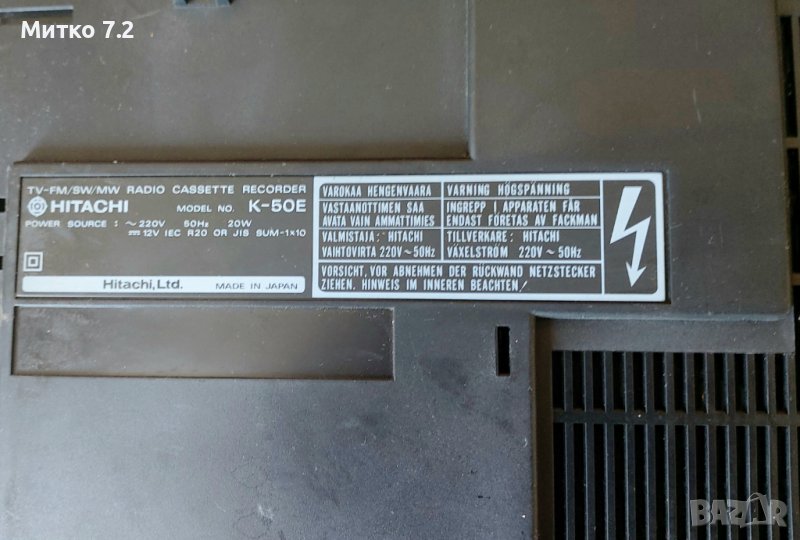 Митко 7.2
TV-FM/SW/MW RADIO CASSETTE RECORDER
HITACHI MODEL NO. K-50E
POWER SOURCE : ~220V 50Hz 20W
⎓12V IEC R20 OR JIS SUM-1×10
Hitachi, Ltd. MADE IN JAPAN
VAROKAA HENGENVAARA
VASTAANOTTIMEN SAA
AVATA VAIN AMMATTIMIES
VALMISTAJA: HITACHI
VAIHTOVIRTA 220V~50Hz
VARNING HÖGSPÄNNING
INGREPP I APPARATEN FÅR
ENDAST FÖRETAS AV FACKMAN
TILLVERKARE: HITACHI
VÄXELSTRÖM 220V~50Hz
VORSICHT, VOR ABNEHMEN DER RÜCKWAND NETZSTECKER
ZIEHEN. HINWEIS IM INNEREN BEACHTEN!
BAZAR